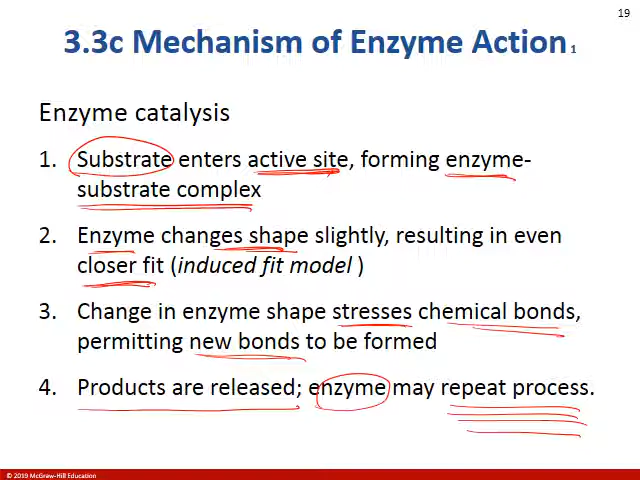 19
3.3c Mechanism of Enzyme Action 1
Enzyme catalysis
1. Substrate enters active site, forming enzyme-
substrate complex
2. Enzyme changes shape slightly, resulting in even
closer fit (induced fit model )
3. Change in enzyme shape stresses chemical bonds,
permitting new bonds to be formed
4. Products are released; enzyme may repeat process.
© 2019 McGraw-Hill Education